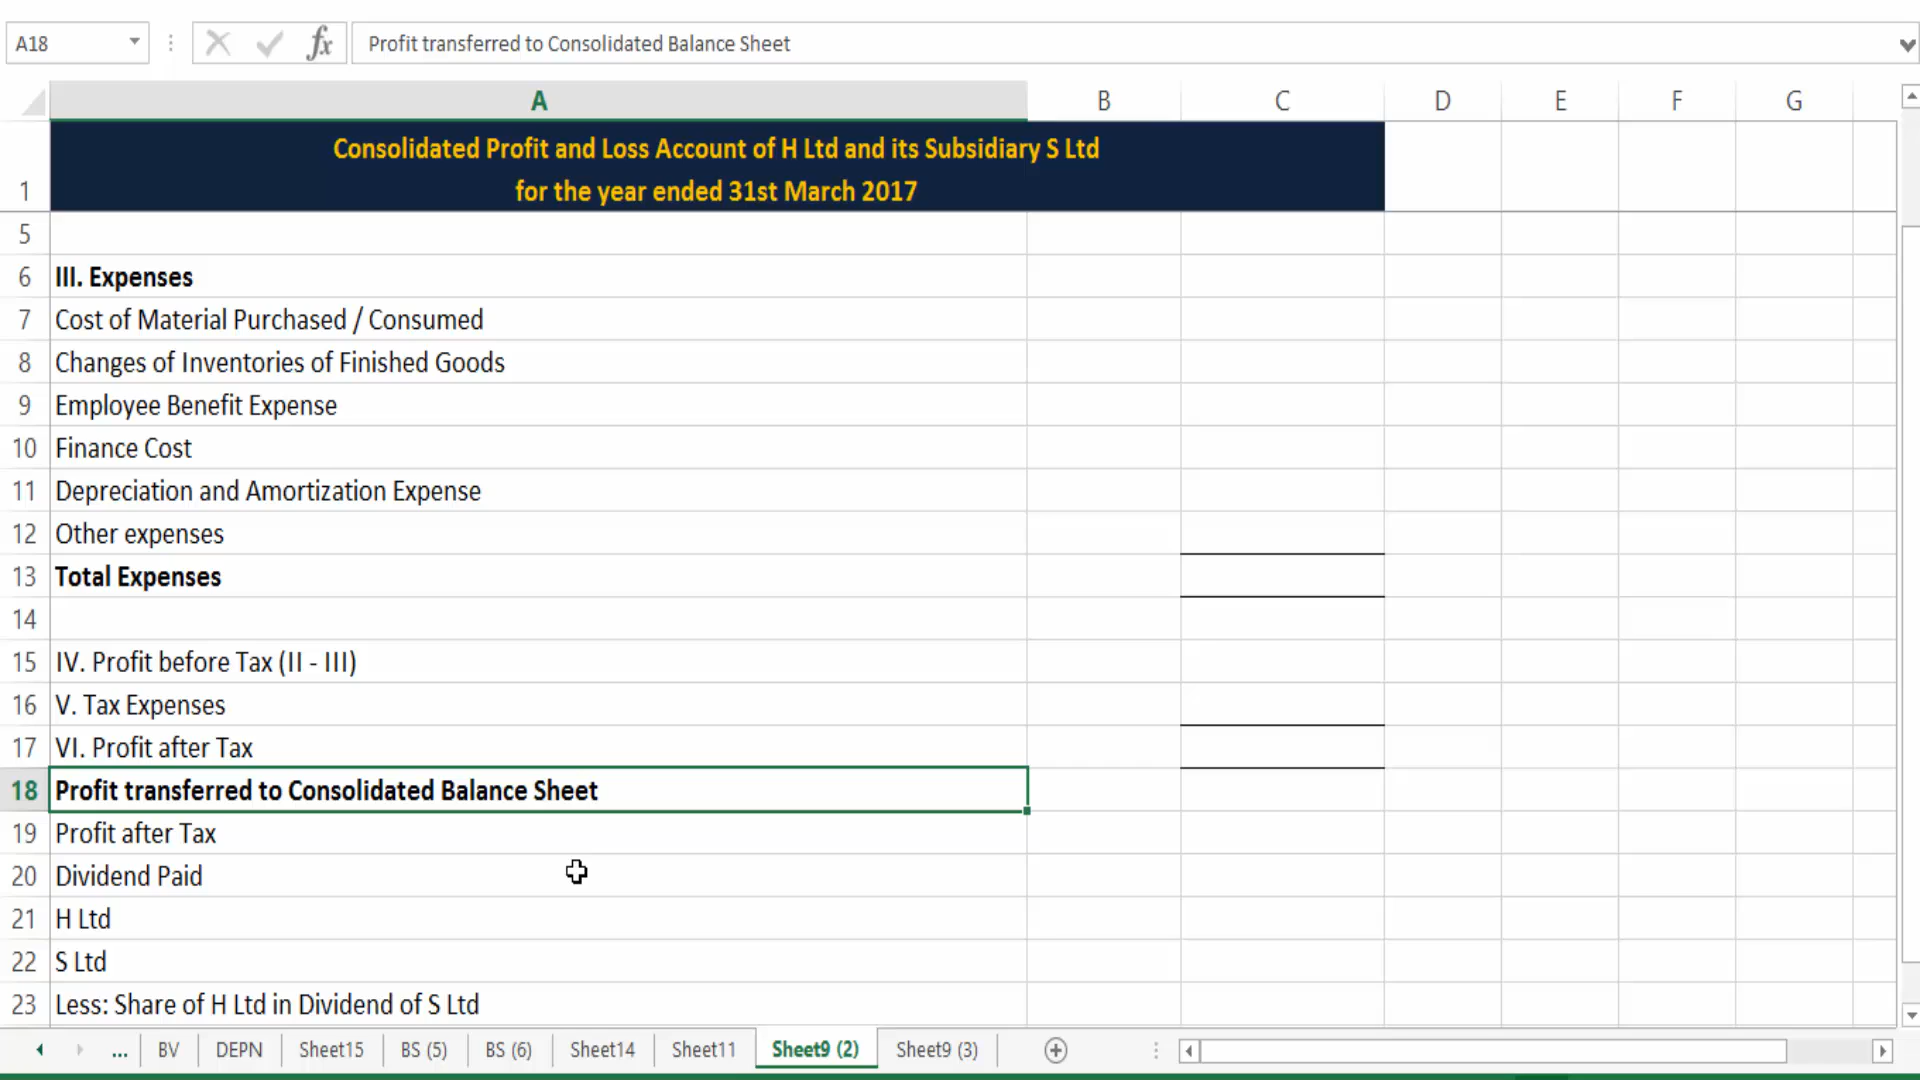 A18
fx
Profit transferred to Consolidated Balance Sheet
A B C D E F G
Consolidated Profit and Loss Account of H Ltd and its Subsidiary S Ltd
1 for the year ended 31st March 2017
5
6 III. Expenses
7 Cost of Material Purchased / Consumed
8 Changes of Inventories of Finished Goods
9 Employee Benefit Expense
10 Finance Cost
11 Depreciation and Amortization Expense
12 Other expenses
13 Total Expenses
14
15 IV. Profit before Tax (II - III)
16 V. Tax Expenses
17 VI. Profit after Tax
18 Profit transferred to Consolidated Balance Sheet
19 Profit after Tax
20 Dividend Paid
21 H Ltd
22 S Ltd
23 Less: Share of H Ltd in Dividend of S Ltd
... BV DEPN Sheet15 BS (5) BS (6) Sheet14 Sheet11 Sheet9 (2) Sheet9 (3)